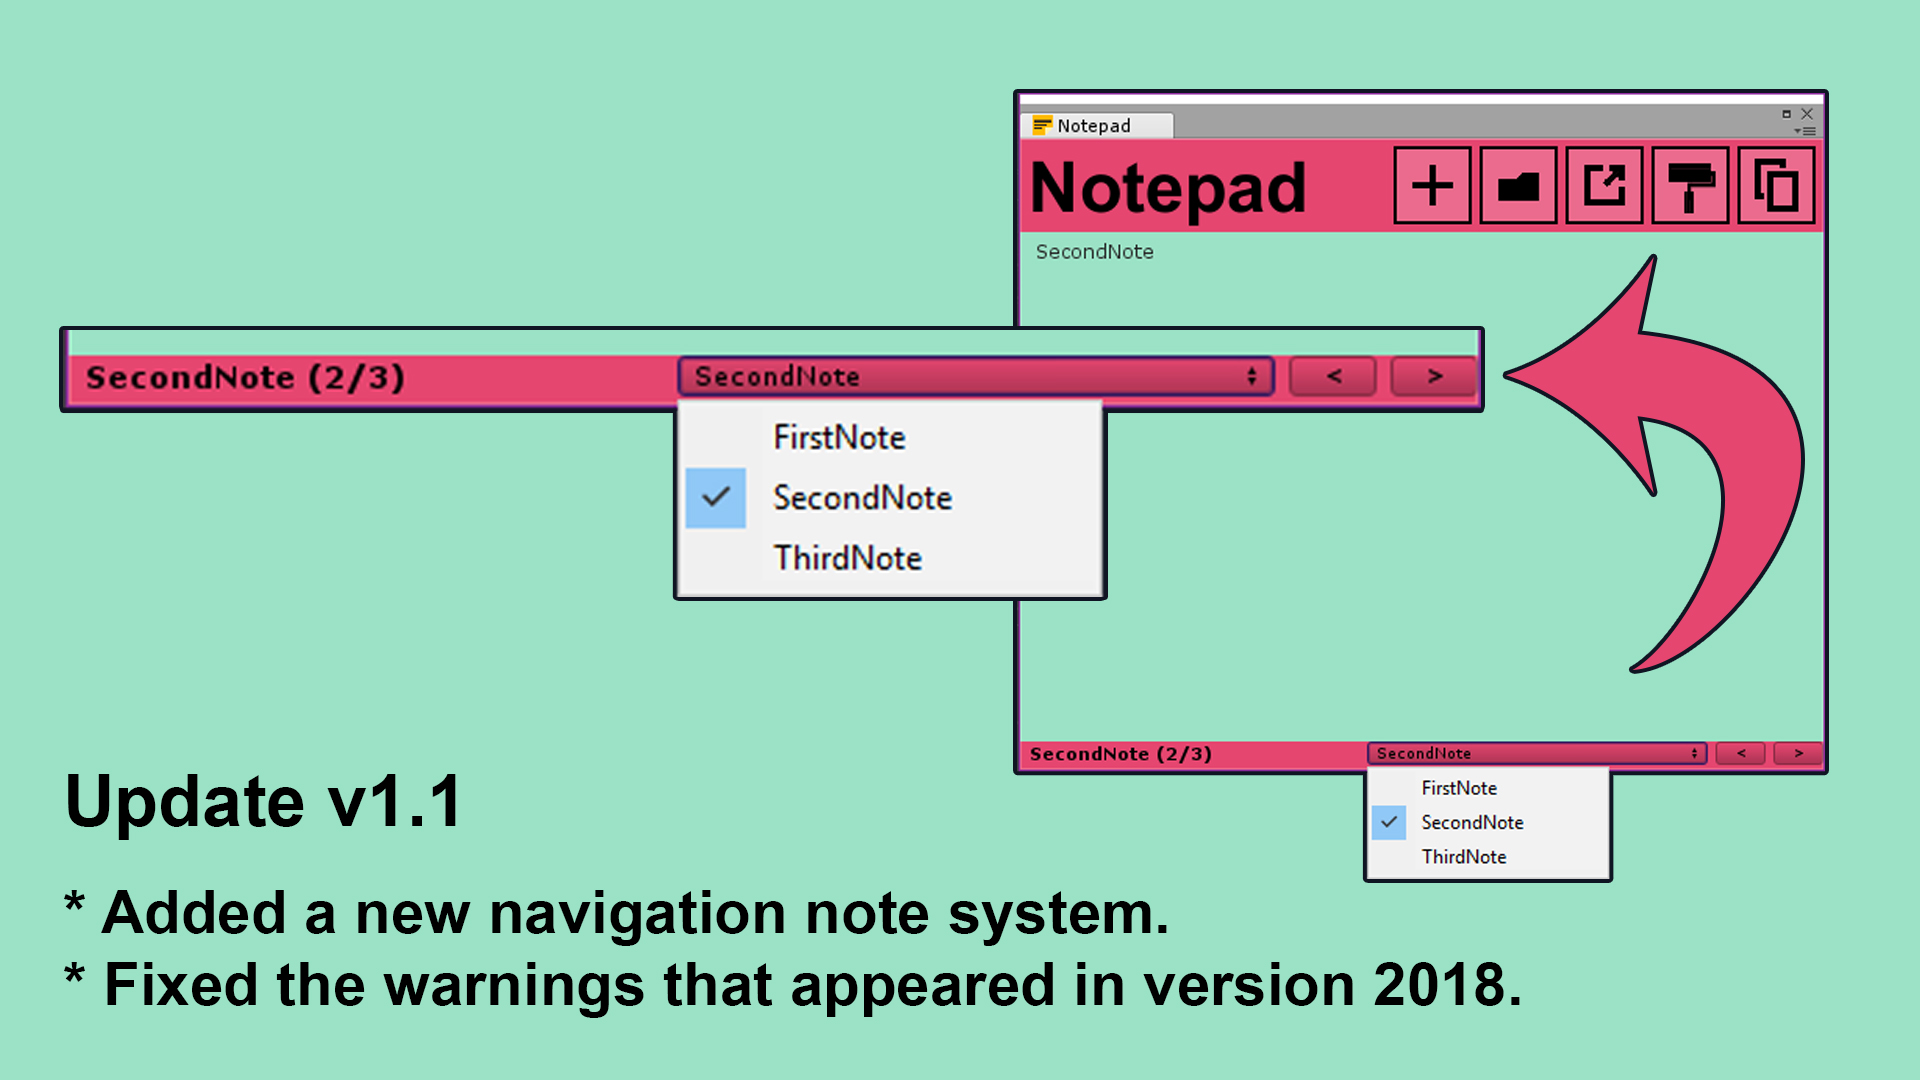 Notepad
Notepad
SecondNote
SecondNote (2/3) SecondNote < >
FirstNote
SecondNote
ThirdNote
SecondNote (2/3) SecondNote < >
FirstNote
SecondNote
ThirdNote
Update v1.1
* Added a new navigation note system.
* Fixed the warnings that appeared in version 2018.